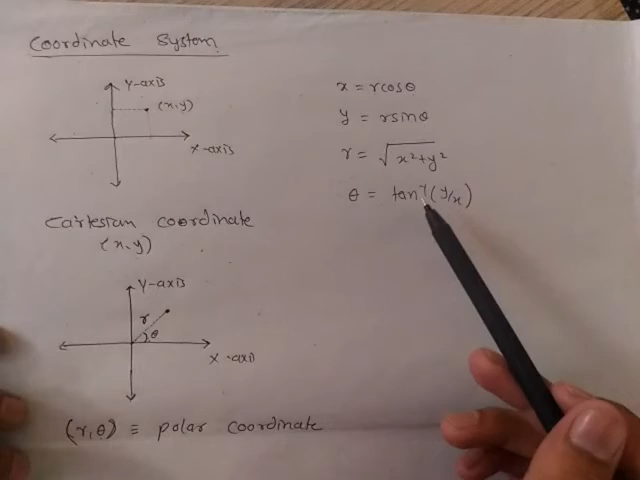 Coordinate System
Y-axis
(x,y)
X-axis
Cartesian coordinate
(x,y)
Y-axis
r
θ
X-axis
(r,θ) ≡ polar coordinate
x = rcosθ
y = rsinθ
r = √x²+y²
θ = tan⁻¹(y/x)